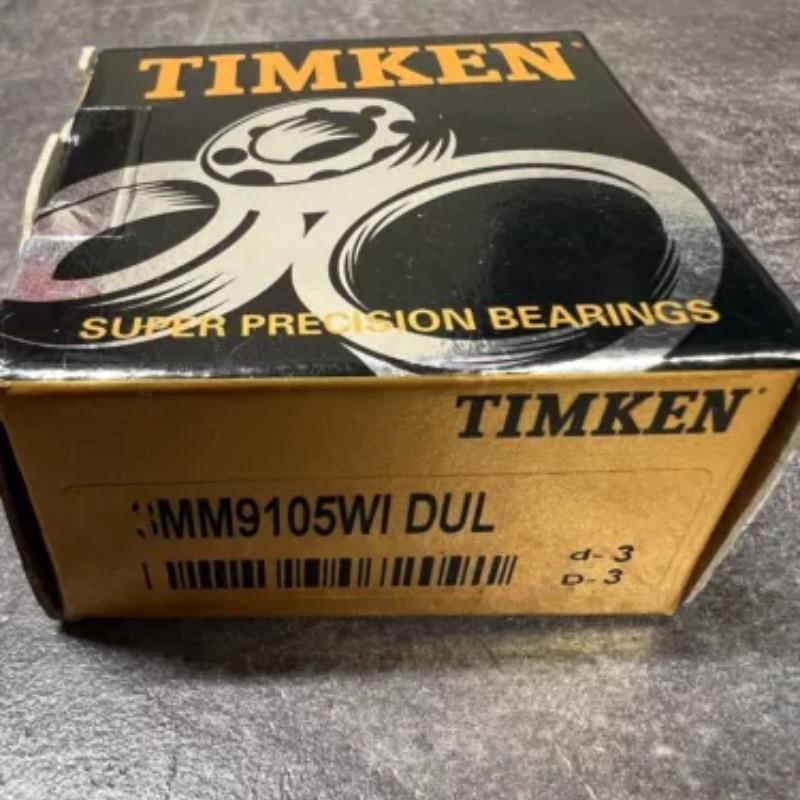 TIMKEN
SUPER PRECISION BEARINGS
TIMKEN
3MM9105WI DUL
d-3
D-3